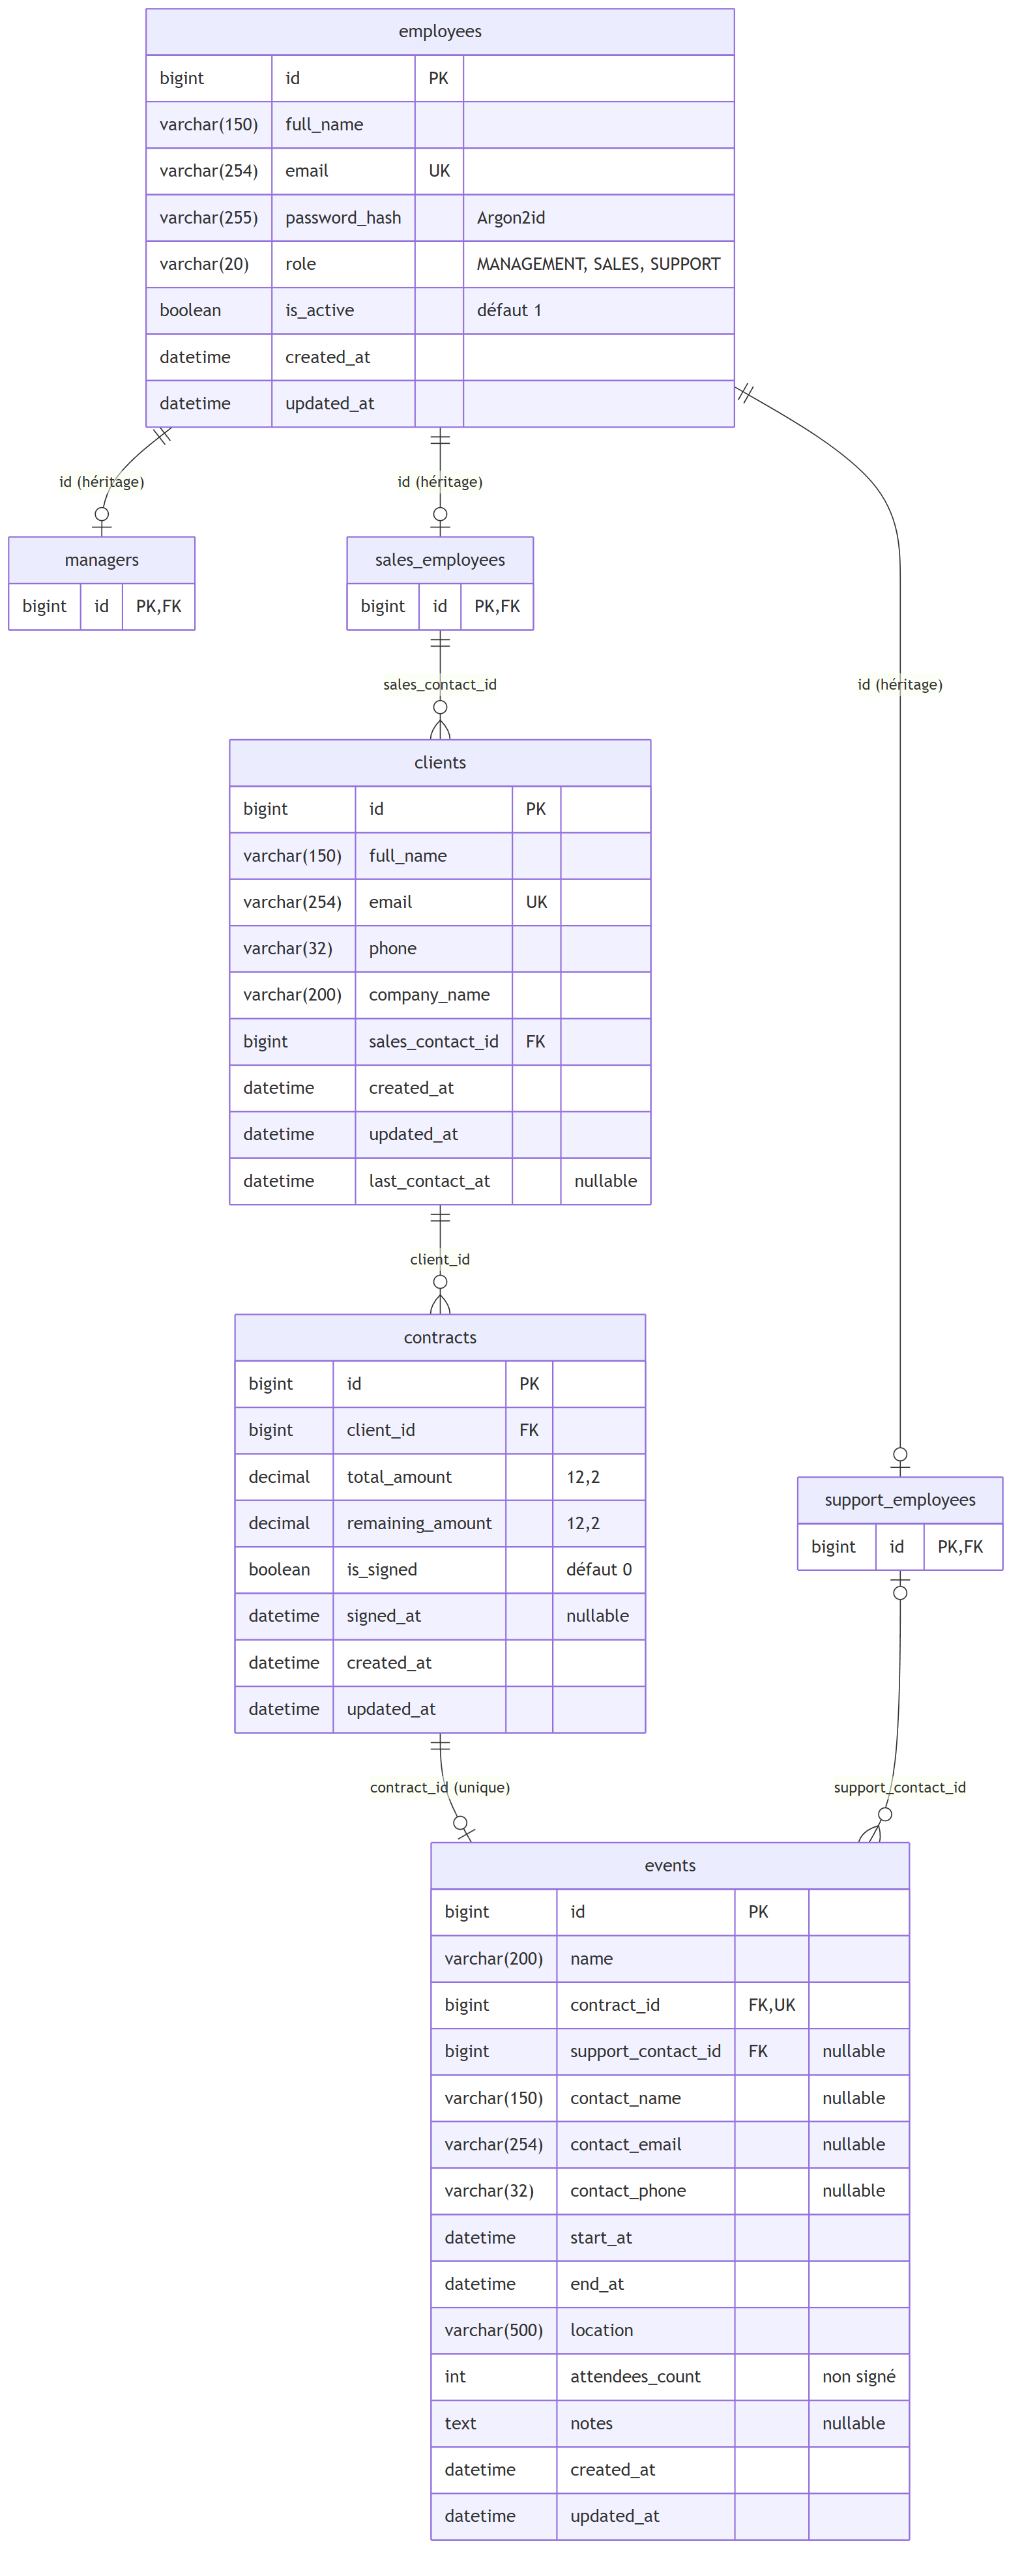 employees
bigint id PK
varchar(150) full_name
varchar(254) email UK
varchar(255) password_hash Argon2id
varchar(20) role MANAGEMENT, SALES, SUPPORT
boolean is_active défaut 1
datetime created_at
datetime updated_at
id (héritage) id (héritage)
managers
bigint id PK,FK
sales_employees
bigint id PK,FK
sales_contact_id
id (héritage)
clients
bigint id PK
varchar(150) full_name
varchar(254) email UK
varchar(32) phone
varchar(200) company_name
bigint sales_contact_id FK
datetime created_at
datetime updated_at
datetime last_contact_at nullable
client_id
contracts
bigint id PK
bigint client_id FK
decimal total_amount 12,2
decimal remaining_amount 12,2
boolean is_signed défaut 0
datetime signed_at nullable
datetime created_at
datetime updated_at
support_employees
bigint id PK,FK
contract_id (unique)
support_contact_id
events
bigint id PK
varchar(200) name
bigint contract_id FK,UK
bigint support_contact_id FK nullable
varchar(150) contact_name nullable
varchar(254) contact_email nullable
varchar(32) contact_phone nullable
datetime start_at
datetime end_at
varchar(500) location
int attendees_count non signé
text notes nullable
datetime created_at
datetime updated_at